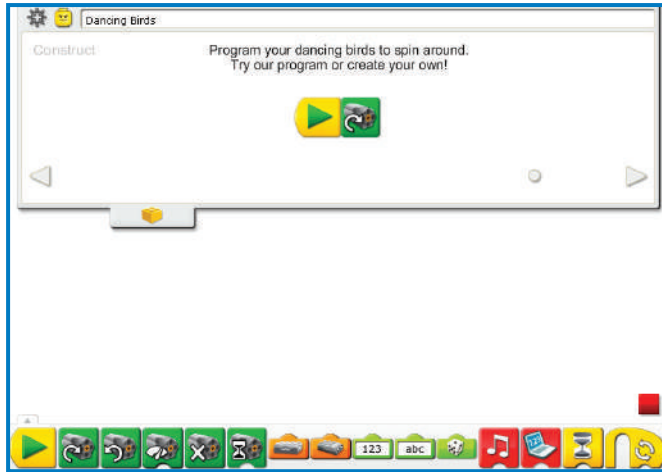 Dancing Birds
Construct
Program your dancing birds to spin around.
Try our program or create your own!
123
abc